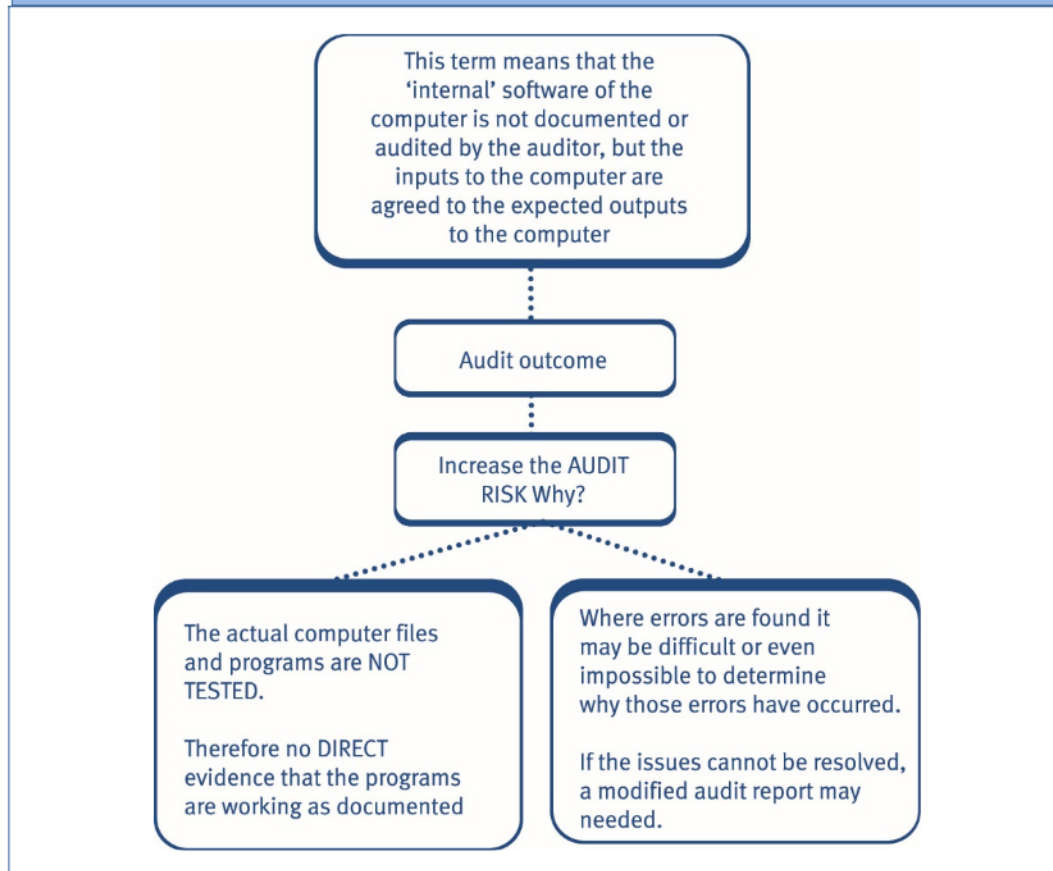 This term means that the
‘internal’ software of the
computer is not documented or
audited by the auditor, but the
inputs to the computer are
agreed to the expected outputs
to the computer
Audit outcome
Increase the AUDIT
RISK Why?
The actual computer files
and programs are NOT
TESTED.
Therefore no DIRECT
evidence that the programs
are working as documented
Where errors are found it
may be difficult or even
impossible to determine
why those errors have occurred.
If the issues cannot be resolved,
a modified audit report may
needed.